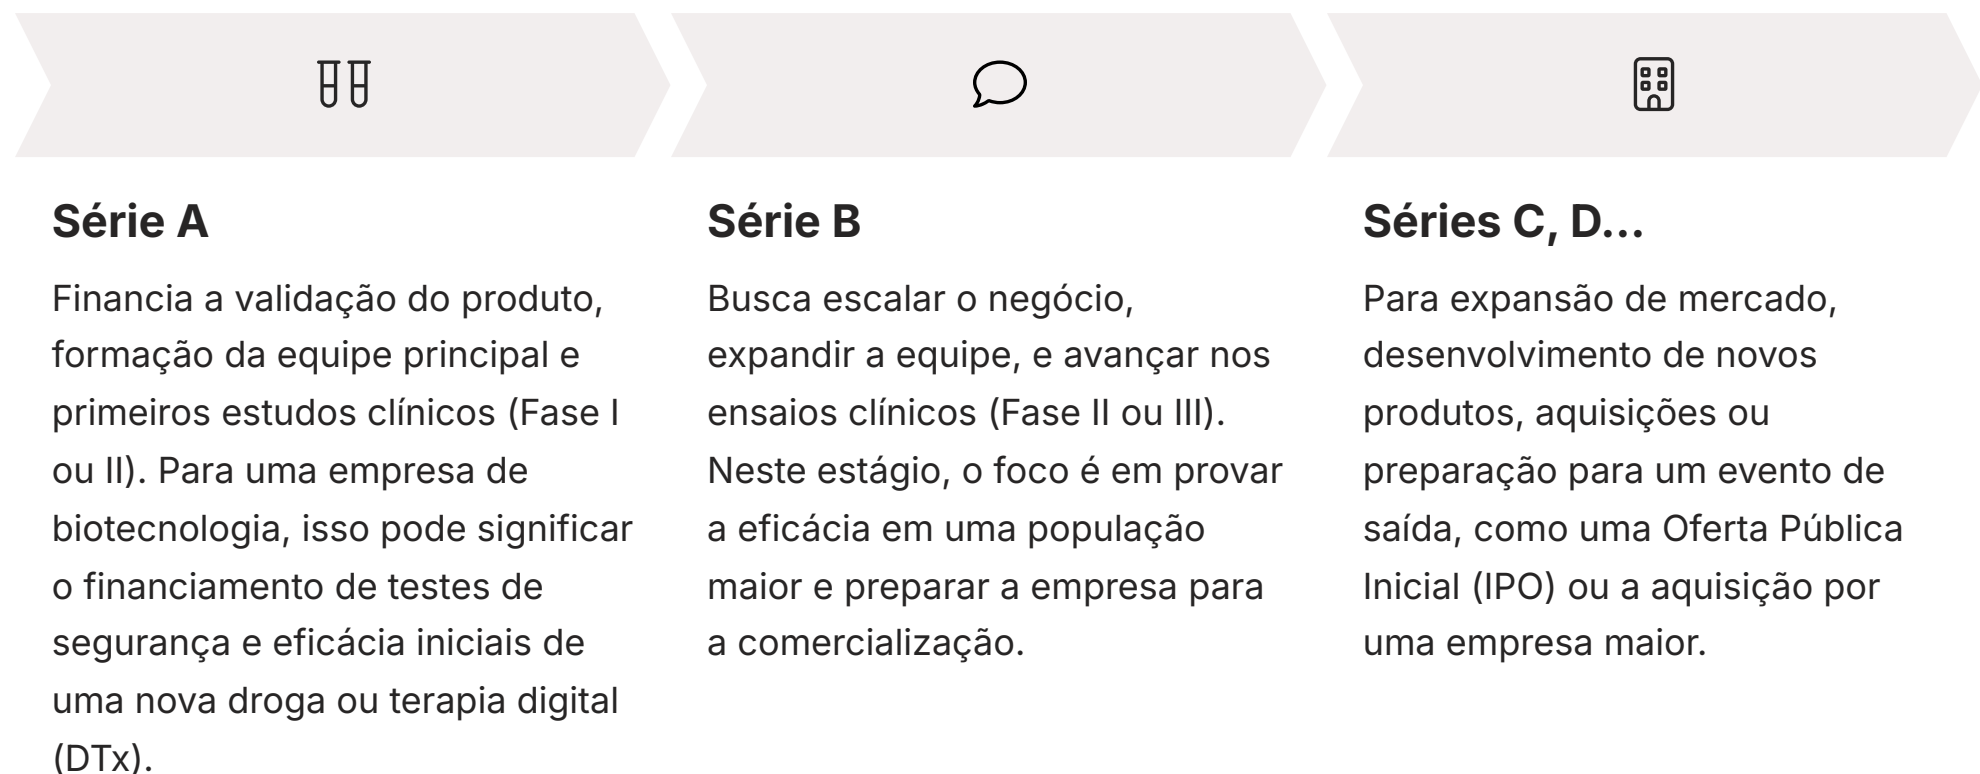 Série A
Financia a validação do produto,
formação da equipe principal e
primeiros estudos clínicos (Fase I
ou II). Para uma empresa de
biotecnologia, isso pode significar
o financiamento de testes de
segurança e eficácia iniciais de
uma nova droga ou terapia digital
(DTx).
Série B
Busca escalar o negócio,
expandir a equipe, e avançar nos
ensaios clínicos (Fase II ou III).
Neste estágio, o foco é em provar
a eficácia em uma população
maior e preparar a empresa para
a comercialização.
Séries C, D...
Para expansão de mercado,
desenvolvimento de novos
produtos, aquisições ou
preparação para um evento de
saída, como uma Oferta Pública
Inicial (IPO) ou a aquisição por
uma empresa maior.